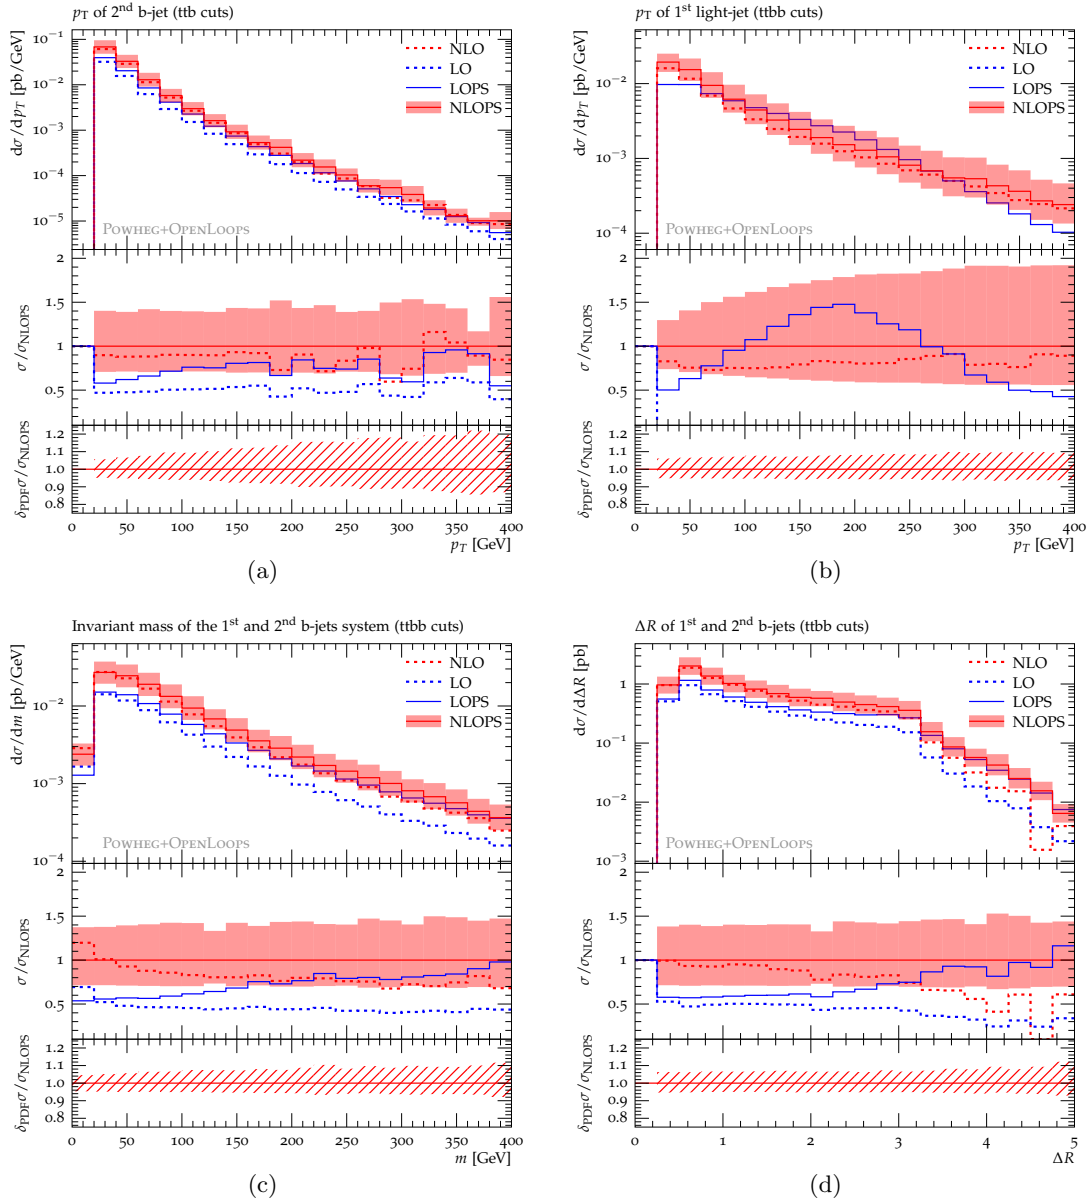 pT of 2nd b-jet (ttb cuts)
dσ/dpT [pb/GeV]
10−1
10−2
10−3
10−4
10−5
NLO
LO
LOPS
NLOPS
Powheg+OpenLoops
σ/σNLOPS
2
1.5
1
0.5
δPDFσ/σNLOPS
1.2
1.1
1.0
0.9
0.8
0 50 100 150 200 250 300 350 400
pT [GeV]
(a)
pT of 1st light-jet (ttbb cuts)
dσ/dpT [pb/GeV]
10−2
10−3
10−4
NLO
LO
LOPS
NLOPS
Powheg+OpenLoops
σ/σNLOPS
2
1.5
1
0.5
δPDFσ/σNLOPS
1.2
1.1
1.0
0.9
0.8
0 50 100 150 200 250 300 350 400
pT [GeV]
(b)
Invariant mass of the 1st and 2nd b-jets system (ttbb cuts)
dσ/dm [pb/GeV]
10−2
10−3
10−4
NLO
LO
LOPS
NLOPS
Powheg+OpenLoops
σ/σNLOPS
2
1.5
1
0.5
δPDFσ/σNLOPS
1.2
1.1
1.0
0.9
0.8
0 50 100 150 200 250 300 350 400
m [GeV]
(c)
ΔR of 1st and 2nd b-jets (ttbb cuts)
dσ/dΔR [pb]
1
10−1
10−2
10−3
NLO
LO
LOPS
NLOPS
Powheg+OpenLoops
σ/σNLOPS
2
1.5
1
0.5
δPDFσ/σNLOPS
1.2
1.1
1.0
0.9
0.8
0 1 2 3 4 5
ΔR
(d)